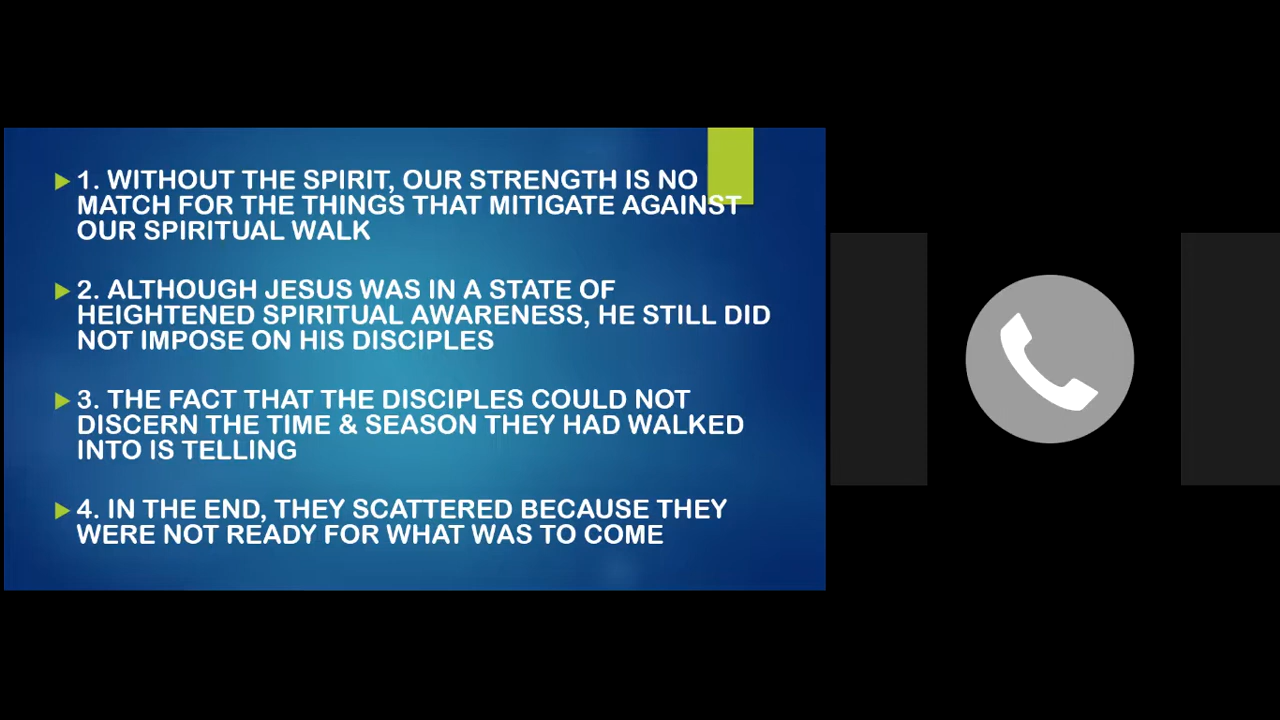 1. WITHOUT THE SPIRIT, OUR STRENGTH IS NO
MATCH FOR THE THINGS THAT MITIGATE AGAINST
OUR SPIRITUAL WALK
2. ALTHOUGH JESUS WAS IN A STATE OF
HEIGHTENED SPIRITUAL AWARENESS, HE STILL DID
NOT IMPOSE ON HIS DISCIPLES
3. THE FACT THAT THE DISCIPLES COULD NOT
DISCERN THE TIME & SEASON THEY HAD WALKED
INTO IS TELLING
4. IN THE END, THEY SCATTERED BECAUSE THEY
WERE NOT READY FOR WHAT WAS TO COME